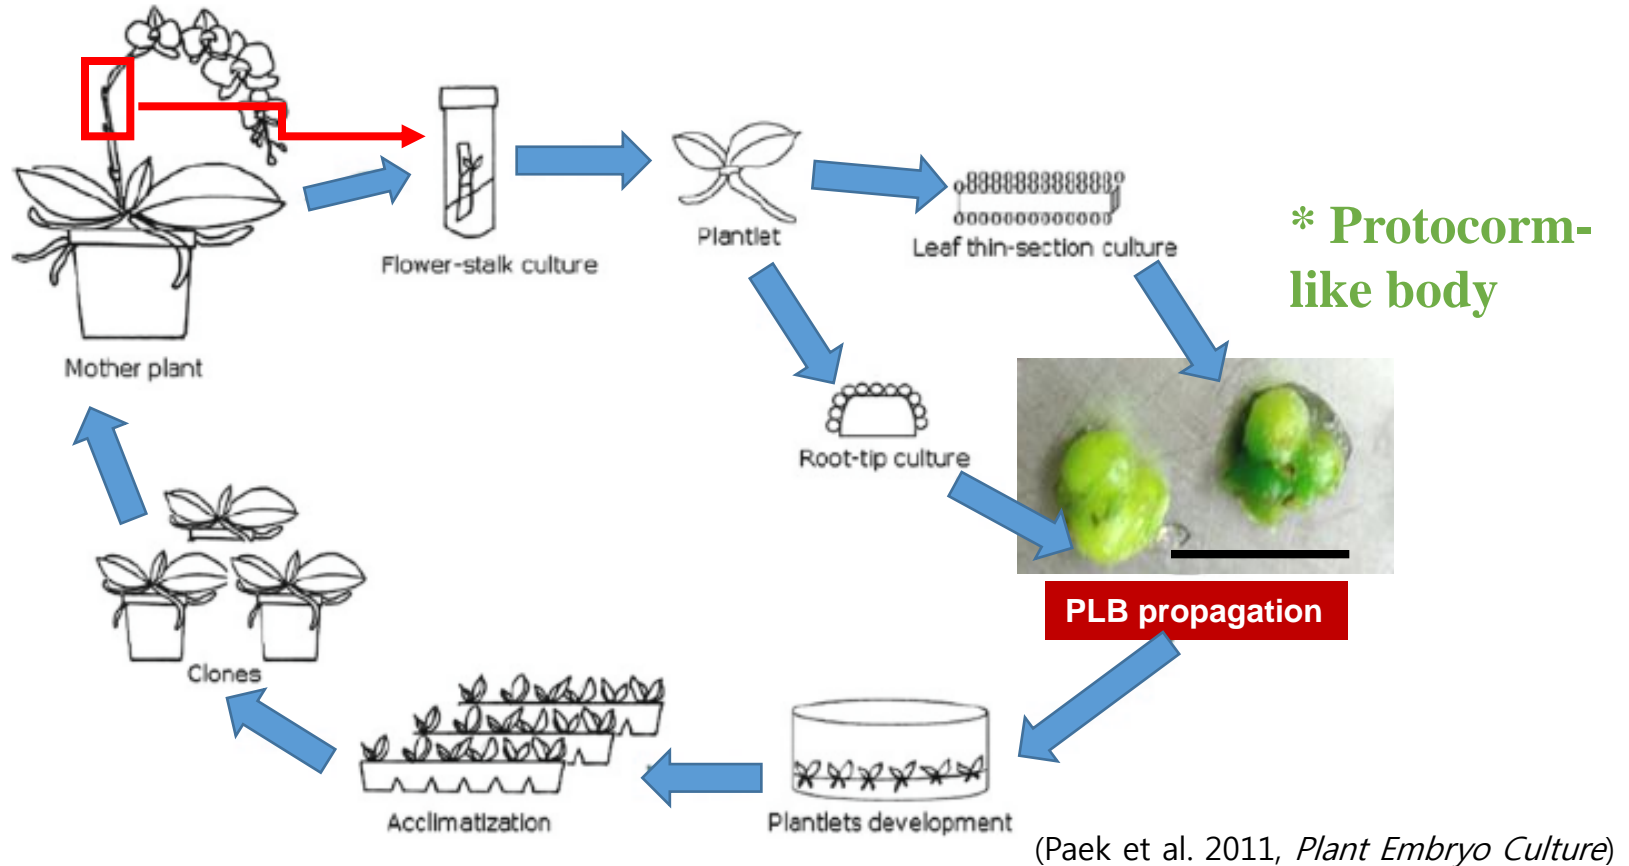 Mother plant
Flower-stalk culture
Plantlet
Leaf thin-section culture
* Protocorm-
like body
Root-tip culture
PLB propagation
Plantlets development
Acclimatization
Clones
(Paek et al. 2011, Plant Embryo Culture)